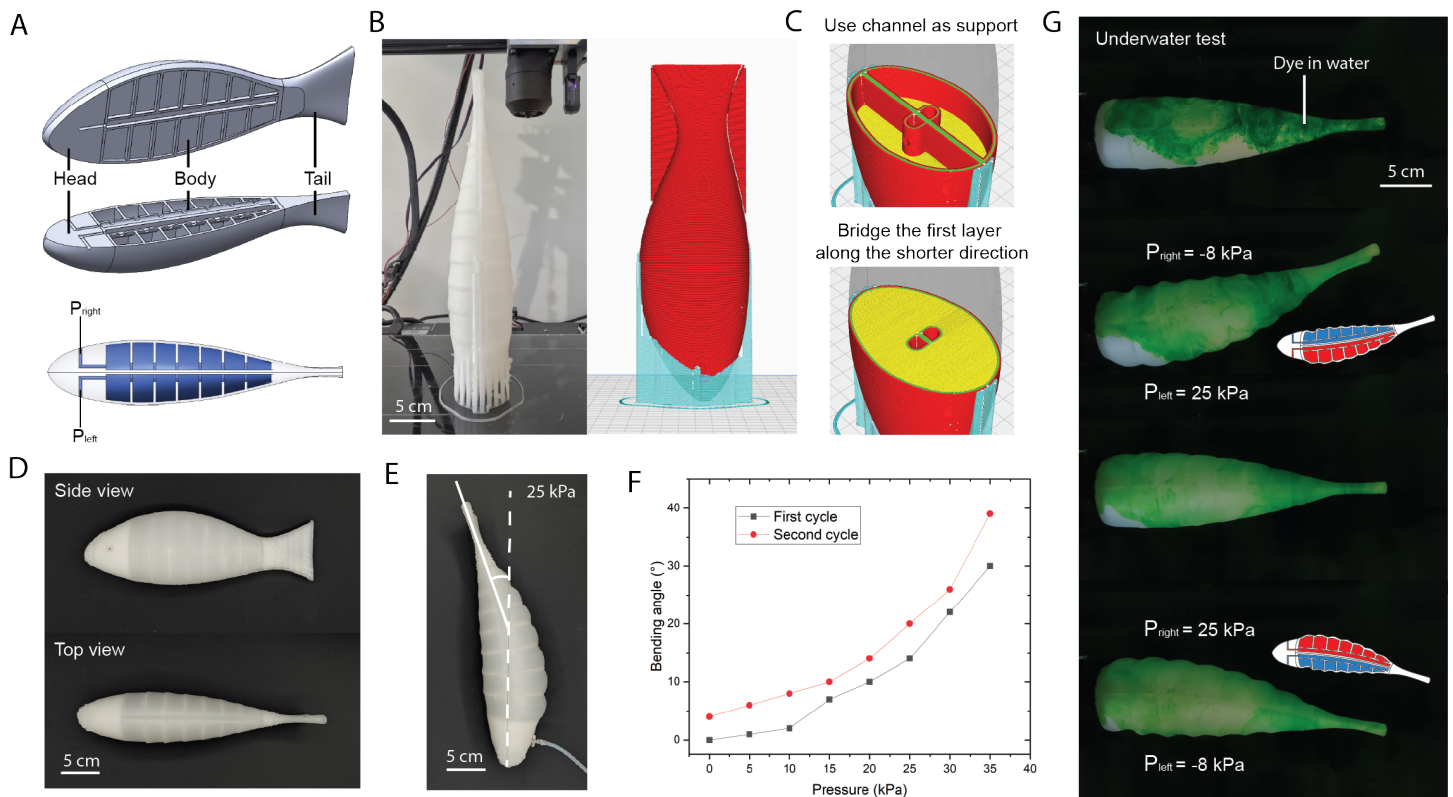 A
Head
Body
Tail
Pright
Pleft
B
5 cm
C
Use channel as support
Bridge the first layer
along the shorter direction
D
Side view
Top view
5 cm
E
25 kPa
5 cm
F
First cycle
Second cycle
Bending angle (°)
40
30
20
10
0
0 5 10 15 20 25 30 35 40
Pressure (kPa)
G
Underwater test
Dye in water
5 cm
Pright = -8 kPa
Pleft = 25 kPa
Pright = 25 kPa
Pleft = -8 kPa